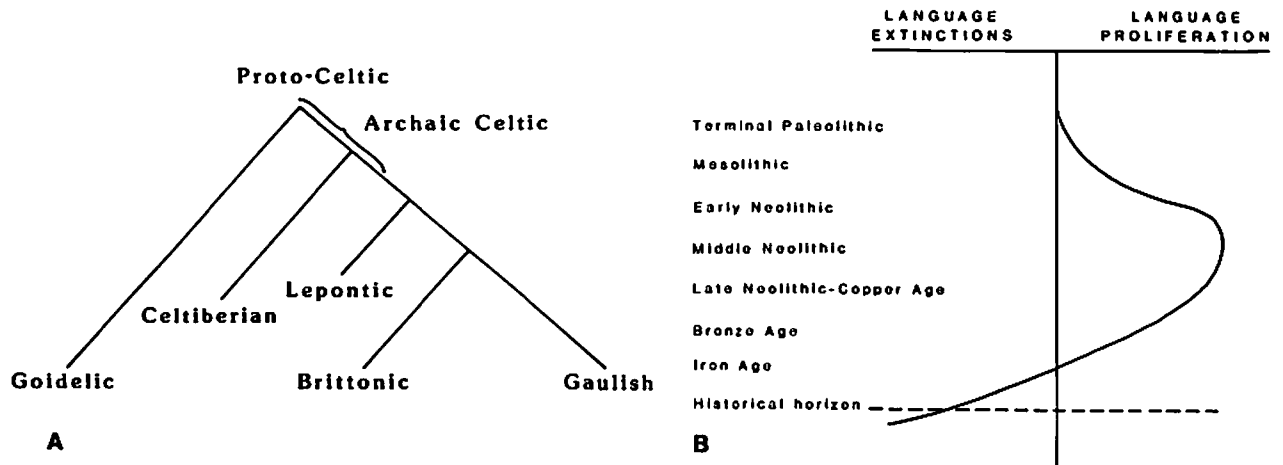 Proto-Celtic
Archaic Celtic
Lepontic
Celtiberian
Goidelic
Brittonic
Gaulish
A
LANGUAGE
EXTINCTIONS
LANGUAGE
PROLIFERATION
Terminal Paleolithic
Mesolithic
Early Neolithic
Middle Neolithic
Late Neolithic-Copper Age
Bronze Age
Iron Age
Historical horizon
B